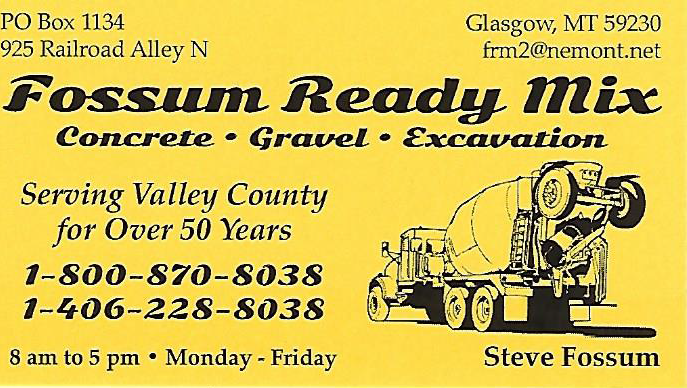 PO Box 1134
925 Railroad Alley N
Glasgow, MT 59230
frm2@nemont.net
Fossum Ready Mix
Concrete • Gravel • Excavation
Serving Valley County
for Over 50 Years
1-800-870-8038
1-406-228-8038
8 am to 5 pm • Monday - Friday
Steve Fossum